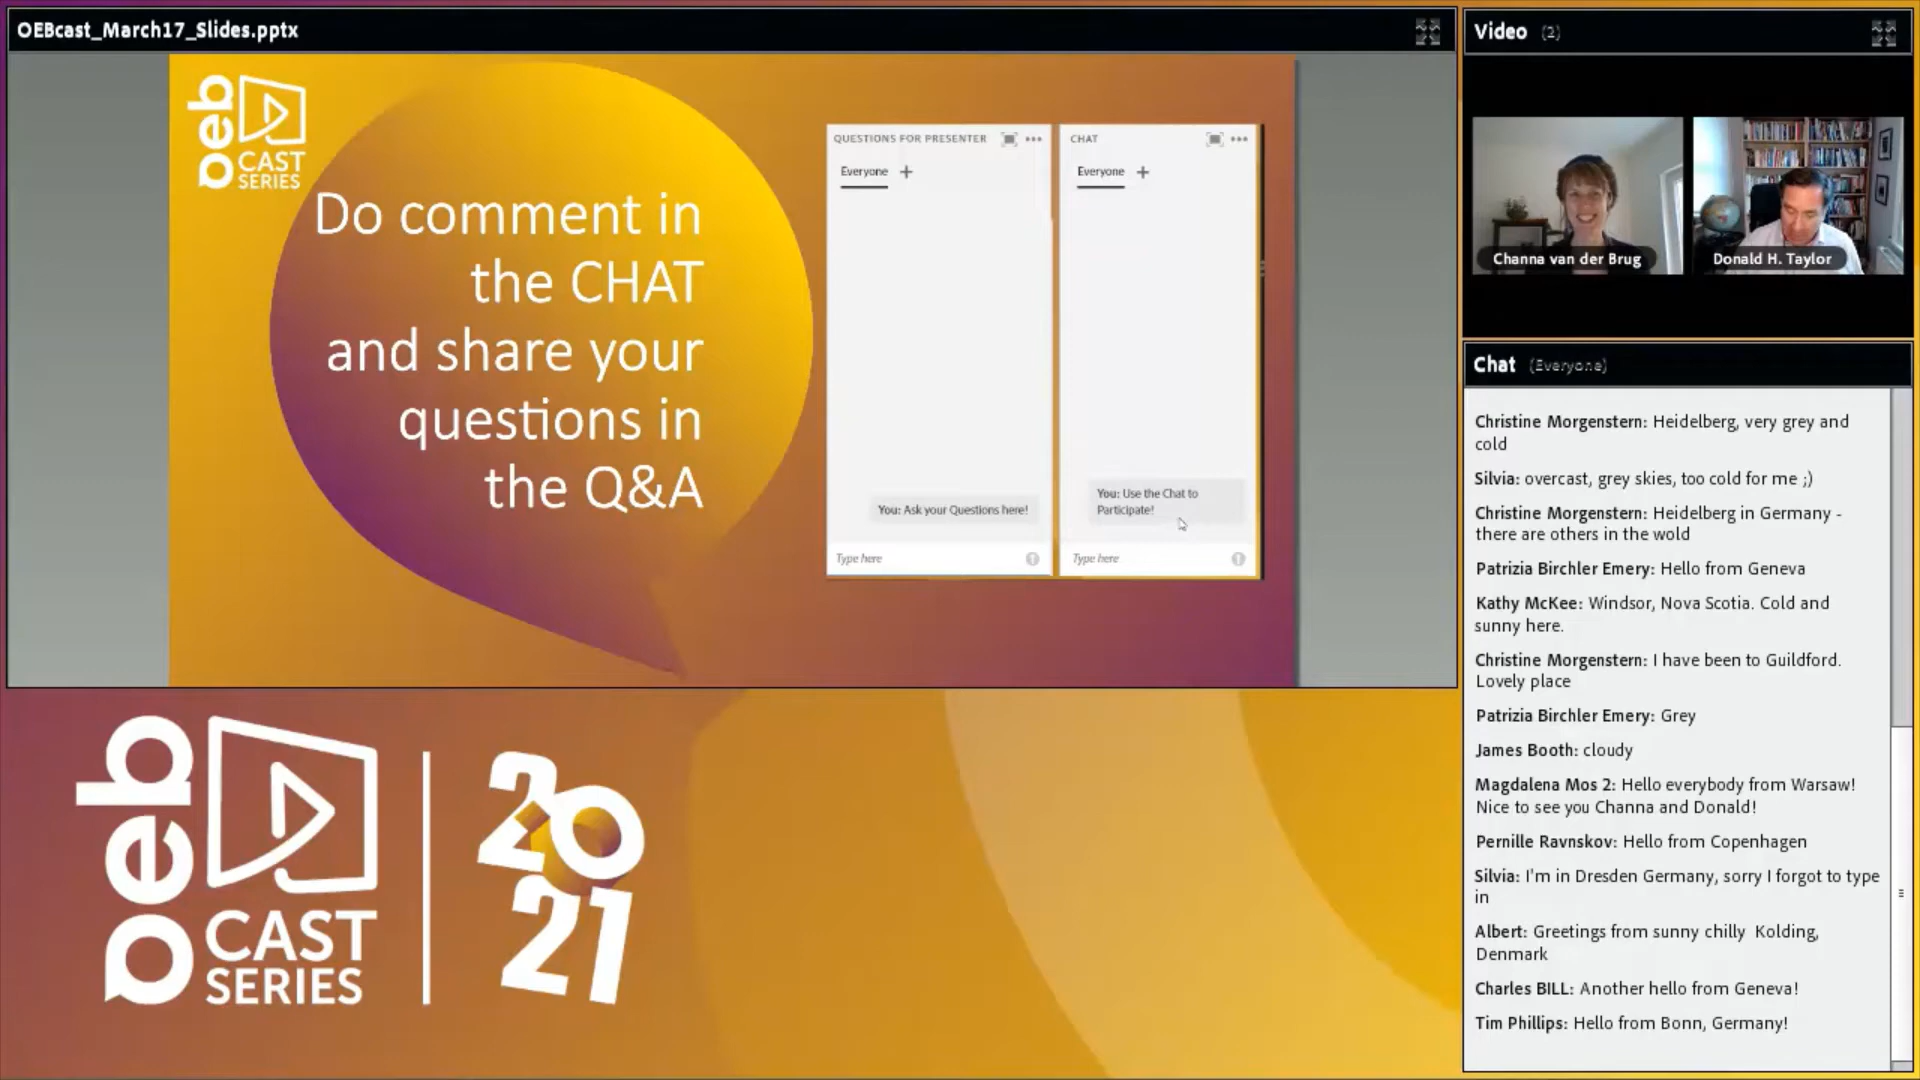 OEBcast_March17_Slides.pptx
oeb
CAST
SERIES
Do comment in
the CHAT
and share your
questions in
the Q&A
QUESTIONS FOR PRESENTER
Everyone +
You: Ask your Questions here!
Type here
CHAT
Everyone +
You: Use the Chat to
Participate!
Type here
oeb
CAST
SERIES
20
21
Video (2)
Channa van der Brug
Donald H. Taylor
Chat (Everyone)
Christine Morgenstern: Heidelberg, very grey and
cold
Silvia: overcast, grey skies, too cold for me ;)
Christine Morgenstern: Heidelberg in Germany -
there are others in the wold
Patrizia Birchler Emery: Hello from Geneva
Kathy McKee: Windsor, Nova Scotia. Cold and
sunny here.
Christine Morgenstern: I have been to Guildford.
Lovely place
Patrizia Birchler Emery: Grey
James Booth: cloudy
Magdalena Mos 2: Hello everybody from Warsaw!
Nice to see you Channa and Donald!
Pernille Ravnskov: Hello from Copenhagen
Silvia: I'm in Dresden Germany, sorry I forgot to type
in
Albert: Greetings from sunny chilly  Kolding,
Denmark
Charles BILL: Another hello from Geneva!
Tim Phillips: Hello from Bonn, Germany!